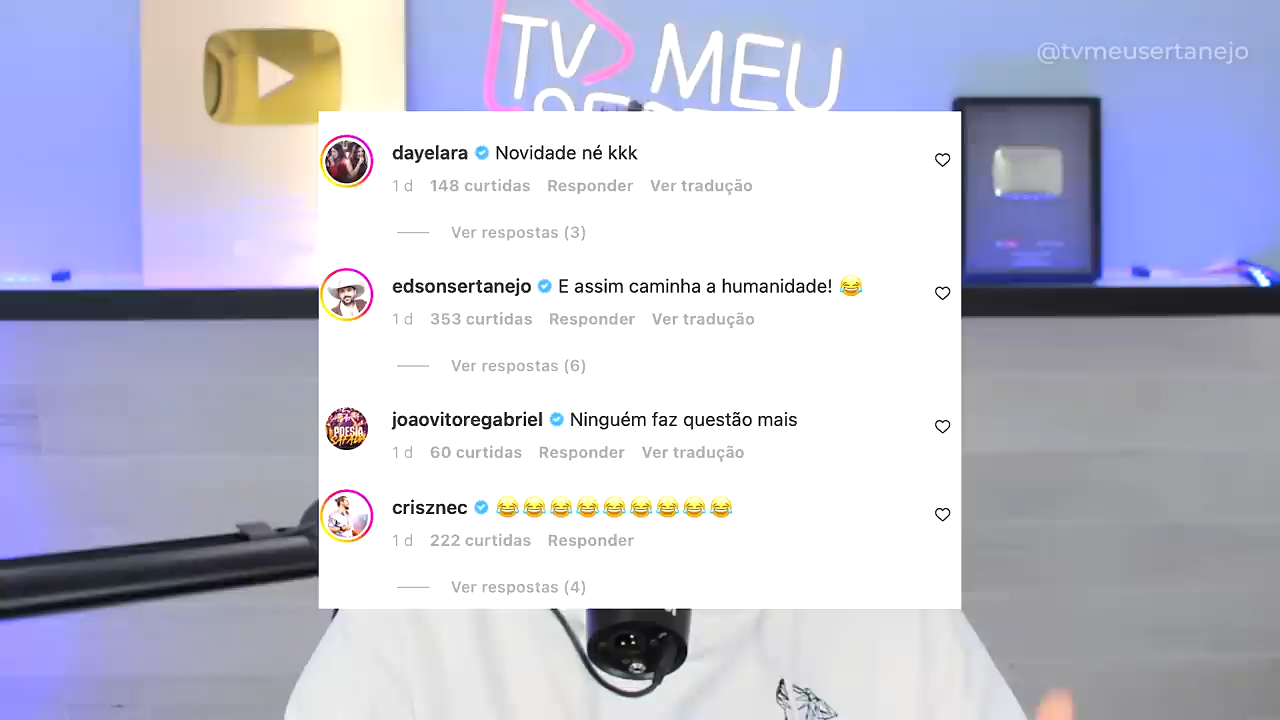 @tvmeusertanejo
TV MEU
dayelara Novidade né kkk
1 d 148 curtidas Responder Ver tradução
Ver respostas (3)
edsonsertanejo E assim caminha a humanidade! 😂
1 d 353 curtidas Responder Ver tradução
Ver respostas (6)
POESIA
SAFADA
joaovitoregabriel Ninguém faz questão mais
1 d 60 curtidas Responder Ver tradução
crisznec 😂😂😂😂😂😂😂😂😂
1 d 222 curtidas Responder
Ver respostas (4)